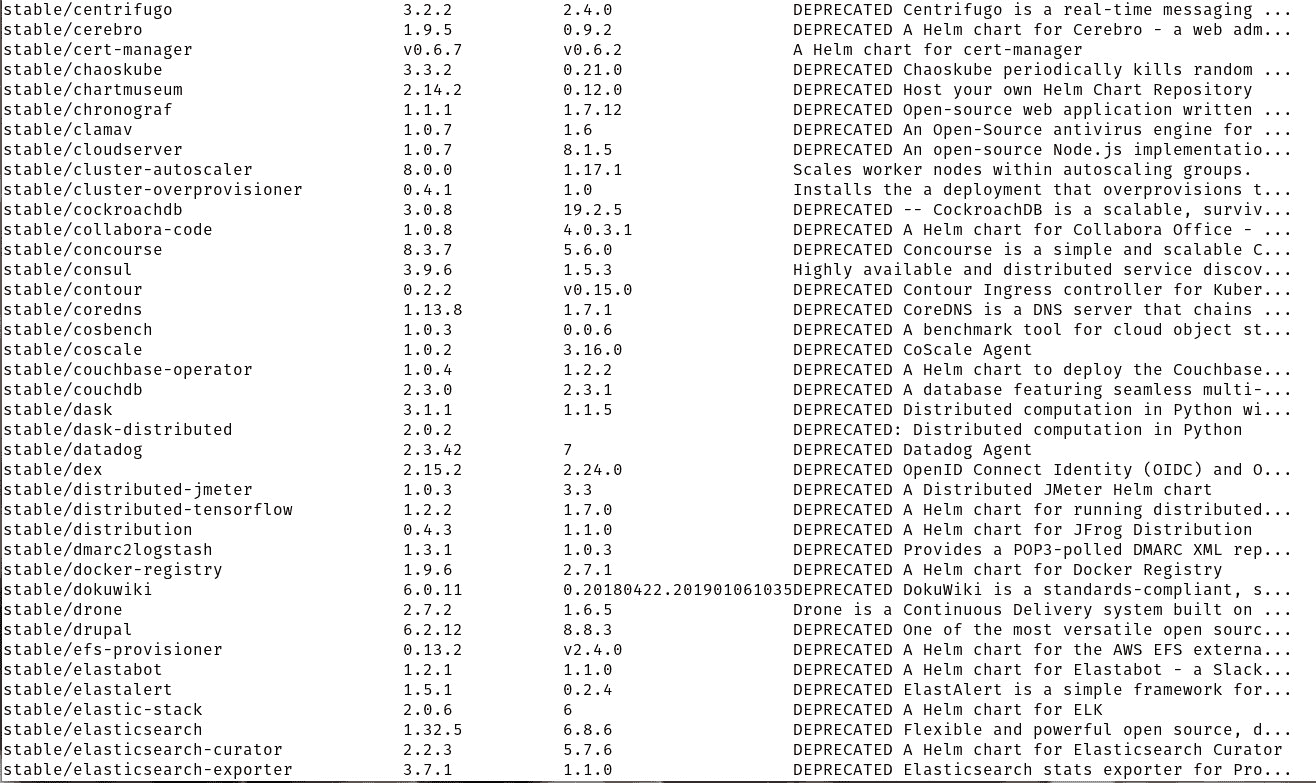 stable/centrifugo 3.2.2 2.4.0 DEPRECATED Centrifugo is a real-time messaging ...
stable/cerebro 1.9.5 0.9.2 DEPRECATED A Helm chart for Cerebro - a web adm...
stable/cert-manager v0.6.7 v0.6.2 A Helm chart for cert-manager
stable/chaoskube 3.3.2 0.21.0 DEPRECATED Chaoskube periodically kills random ...
stable/chartmuseum 2.14.2 0.12.0 DEPRECATED Host your own Helm Chart Repository
stable/chronograf 1.1.1 1.7.12 DEPRECATED Open-source web application written ...
stable/clamav 1.0.7 1.6 DEPRECATED An Open-Source antivirus engine for ...
stable/cloudserver 1.0.7 8.1.5 DEPRECATED An open-source Node.js implementatio...
stable/cluster-autoscaler 8.0.0 1.17.1 Scales worker nodes within autoscaling groups.
stable/cluster-overprovisioner 0.4.1 1.0 Installs the a deployment that overprovisions t...
stable/cockroachdb 3.0.8 19.2.5 DEPRECATED -- CockroachDB is a scalable, surviv...
stable/collabora-code 1.0.8 4.0.3.1 DEPRECATED A Helm chart for Collabora Office - ...
stable/concourse 8.3.7 5.6.0 DEPRECATED Concourse is a simple and scalable C...
stable/consul 3.9.6 1.5.3 Highly available and distributed service discov...
stable/contour 0.2.2 v0.15.0 DEPRECATED Contour Ingress controller for Kuber...
stable/coredns 1.13.8 1.7.1 DEPRECATED CoreDNS is a DNS server that chains ...
stable/cosbench 1.0.3 0.0.6 DEPRECATED A benchmark tool for cloud object st...
stable/coscale 1.0.2 3.16.0 DEPRECATED CoScale Agent
stable/couchbase-operator 1.0.4 1.2.2 DEPRECATED A Helm chart to deploy the Couchbase...
stable/couchdb 2.3.0 2.3.1 DEPRECATED A database featuring seamless multi-...
stable/dask 3.1.1 1.1.5 DEPRECATED Distributed computation in Python wi...
stable/dask-distributed 2.0.2 DEPRECATED: Distributed computation in Python
stable/datadog 2.3.42 7 DEPRECATED Datadog Agent
stable/dex 2.15.2 2.24.0 DEPRECATED OpenID Connect Identity (OIDC) and O...
stable/distributed-jmeter 1.0.3 3.3 DEPRECATED A Distributed JMeter Helm chart
stable/distributed-tensorflow 1.2.2 1.7.0 DEPRECATED A Helm chart for running distributed...
stable/distribution 0.4.3 1.1.0 DEPRECATED A Helm chart for JFrog Distribution
stable/dmarc2logstash 1.3.1 1.0.3 DEPRECATED Provides a POP3-polled DMARC XML rep...
stable/docker-registry 1.9.6 2.7.1 DEPRECATED A Helm chart for Docker Registry
stable/dokuwiki 6.0.11 0.20180422.201901061035DEPRECATED DokuWiki is a standards-compliant, s...
stable/drone 2.7.2 1.6.5 Drone is a Continuous Delivery system built on ...
stable/drupal 6.2.12 8.8.3 DEPRECATED One of the most versatile open sourc...
stable/efs-provisioner 0.13.2 v2.4.0 DEPRECATED A Helm chart for the AWS EFS externa...
stable/elastabot 1.2.1 1.1.0 DEPRECATED A Helm chart for Elastabot - a Slack...
stable/elastalert 1.5.1 0.2.4 DEPRECATED ElastAlert is a simple framework for...
stable/elastic-stack 2.0.6 6 DEPRECATED A Helm chart for ELK
stable/elasticsearch 1.32.5 6.8.6 DEPRECATED Flexible and powerful open source, d...
stable/elasticsearch-curator 2.2.3 5.7.6 DEPRECATED A Helm chart for Elasticsearch Curator
stable/elasticsearch-exporter 3.7.1 1.1.0 DEPRECATED Elasticsearch stats exporter for Pro...